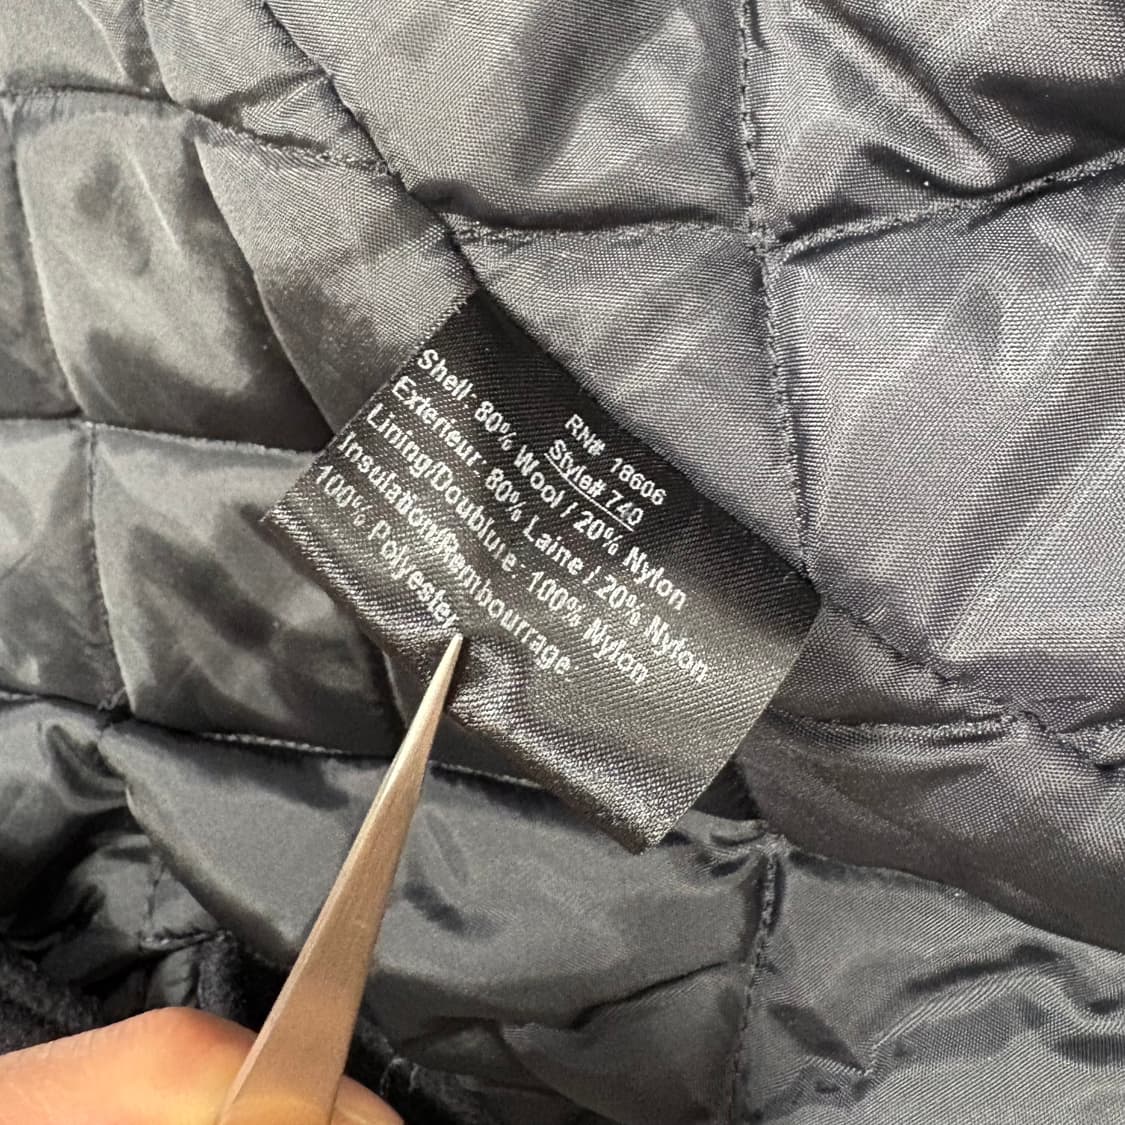 RN# 18606
Style# 740
Shell: 80% Wool / 20% Nylon
Exterieur: 80% Laine / 20% Nylon
Lining/Doublure: 100% Nylon
Insulation/Rembourrage
100% Polyester